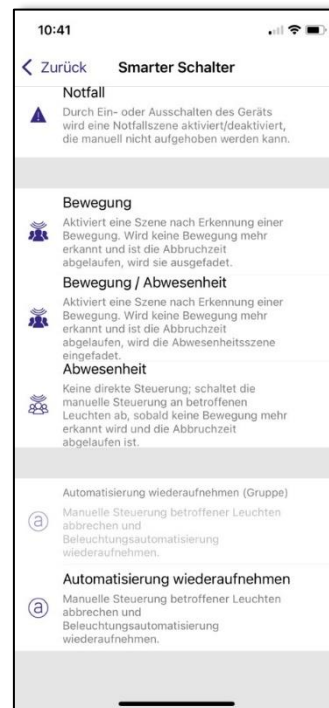 10:41
Zurück
Smarter Schalter
Notfall
Durch Ein- oder Ausschalten des Geräts
wird eine Notfallszene aktiviert/deaktiviert,
die manuell nicht aufgehoben werden kann.
Bewegung
Aktiviert eine Szene nach Erkennung einer
Bewegung. Wird keine Bewegung mehr
erkannt und ist die Abbruchzeit
abgelaufen, wird sie ausgefadet.
Bewegung / Abwesenheit
Aktiviert eine Szene nach Erkennung einer
Bewegung. Wird keine Bewegung mehr
erkannt und ist die Abbruchzeit
abgelaufen, wird die Abwesenheitsszene
eingefadet.
Abwesenheit
Keine direkte Steuerung; schaltet die
manuelle Steuerung an betroffenen
Leuchten ab, sobald keine Bewegung mehr
erkannt wird und die Abbruchzeit
abgelaufen ist.
Automatisierung wiederaufnehmen (Gruppe)
a
Manuelle Steuerung betroffener Leuchten
abbrechen und
Beleuchtungsautomatisierung
wiederaufnehmen.
Automatisierung wiederaufnehmen
a
Manuelle Steuerung betroffener Leuchten
abbrechen und
Beleuchtungsautomatisierung
wiederaufnehmen.